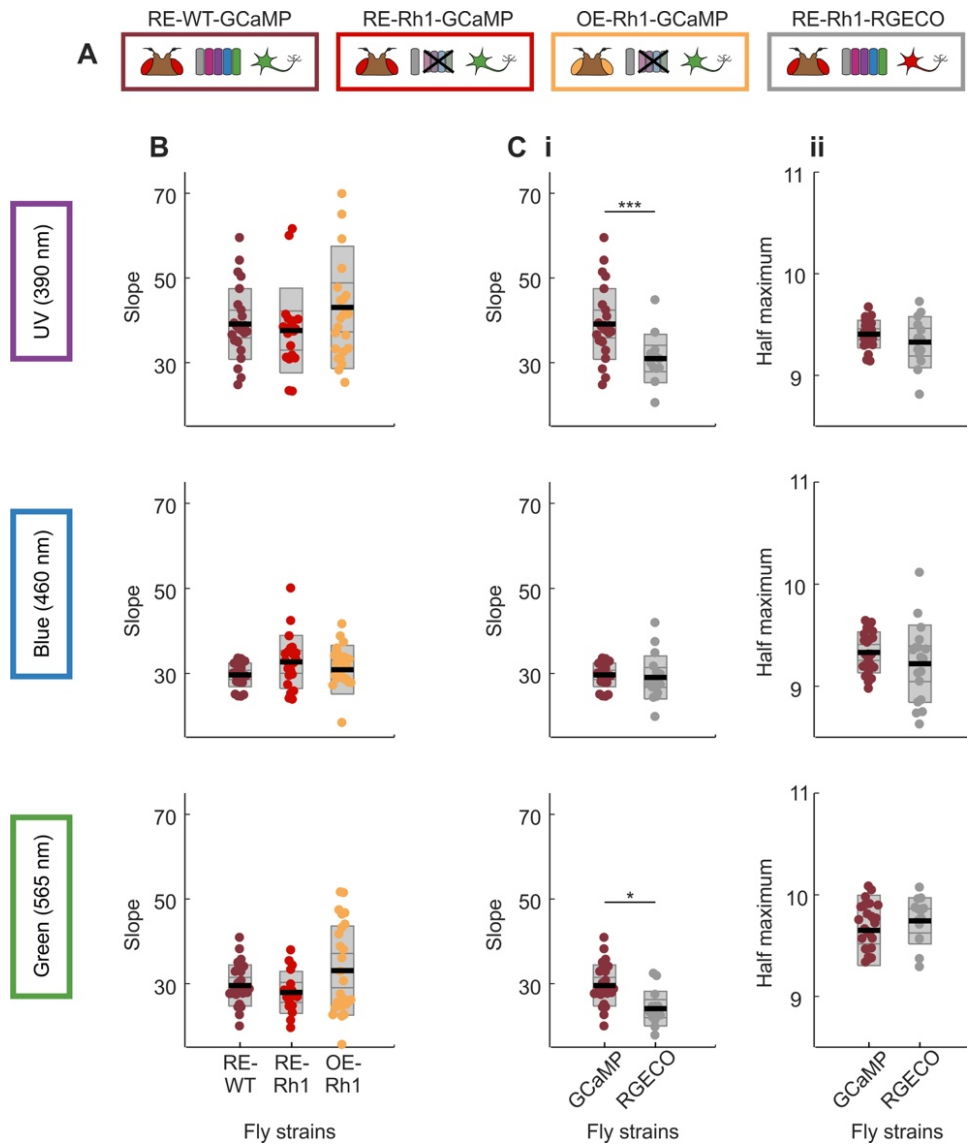 RE-WT-GCaMP RE-Rh1-GCaMP OE-Rh1-GCaMP RE-Rh1-RGECO
A
B C i ii
UV (390 nm)
Slope
70
50
30
Slope
70
50
30
***
Half maximum
11
10
9
Blue (460 nm)
Slope
70
50
30
Slope
70
50
30
Half maximum
11
10
9
Green (565 nm)
Slope
70
50
30
RE-
WT
RE-
Rh1
OE-
Rh1
Fly strains
Slope
70
50
30
*
GCaMP
RGECO
Fly strains
Half maximum
11
10
9
GCaMP
RGECO
Fly strains